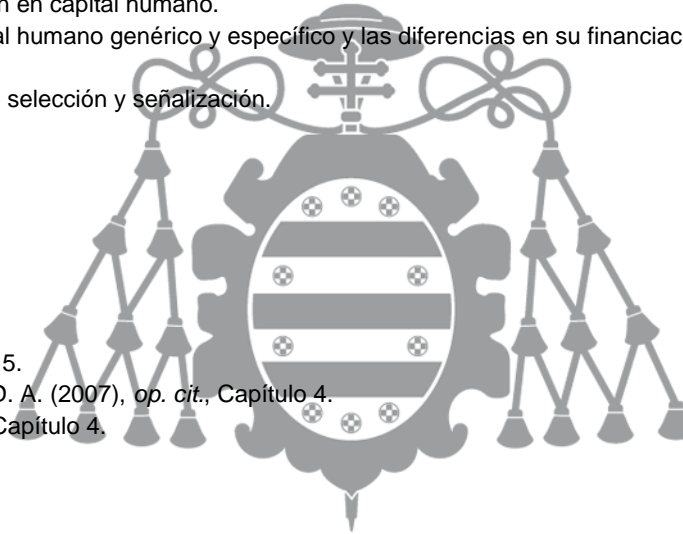 n en capital humano.
al humano genérico y específico y las diferencias en su financiac
selección y señalización.
5.
D. A. (2007), op. cit., Capítulo 4.
Capítulo 4.